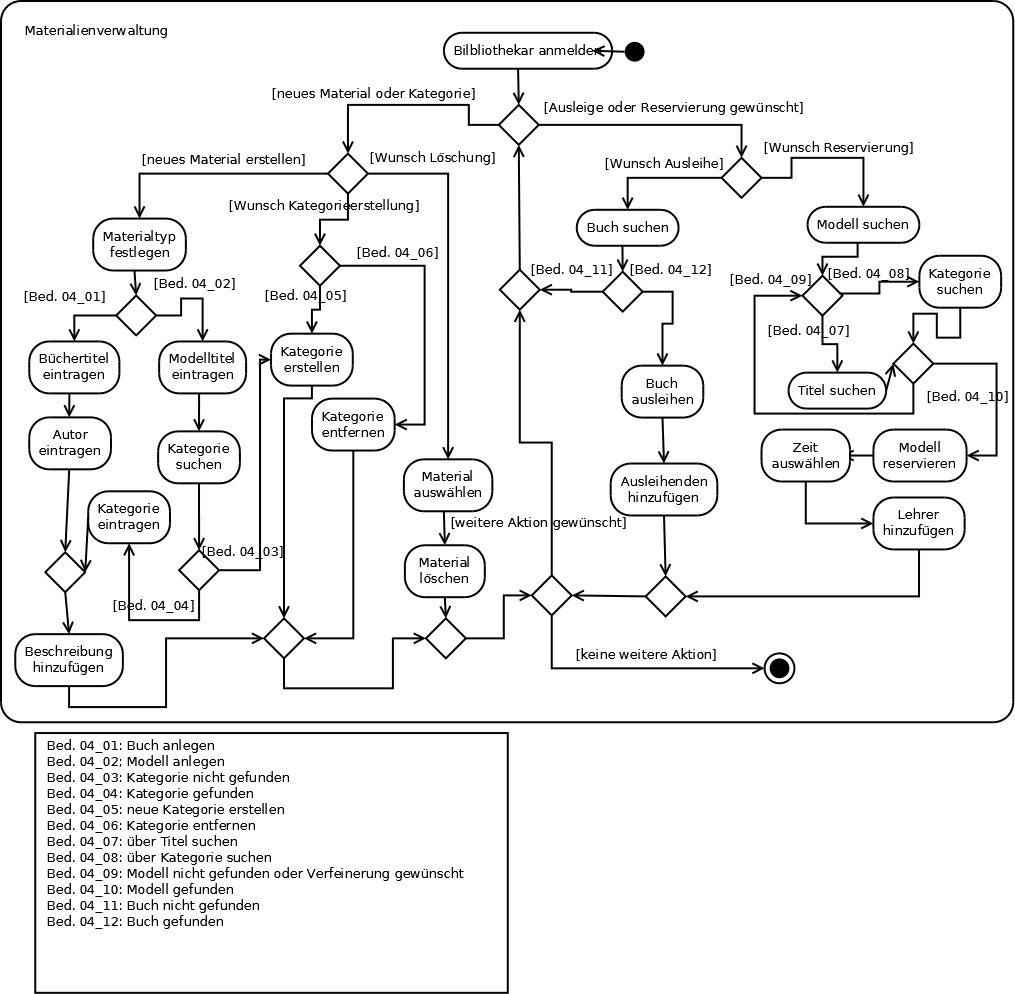 Materialienverwaltung
Bilbliothekar anmelden
[neues Material oder Kategorie]
[Ausleige oder Reservierung gewünscht]
[neues Material erstellen]
[Wunsch Löschung]
[Wunsch Ausleihe]
[Wunsch Reservierung]
[Wunsch Kategorieerstellung]
Materialtyp
festlegen
Buch suchen
Modell suchen
[Bed. 04_06]
[Bed. 04_11]
[Bed. 04_12]
[Bed. 04_09]
[Bed. 04_08]
Kategorie
suchen
[Bed. 04_01]
[Bed. 04_02]
[Bed. 04_05]
[Bed. 04_07]
Büchertitel
eintragen
Modelltitel
eintragen
Kategorie
erstellen
Buch
ausleihen
Titel suchen
[Bed. 04_10]
Kategorie
entfernen
Autor
eintragen
Kategorie
suchen
Material
auswählen
Zeit
auswählen
Modell
reservieren
Ausleihenden
hinzufügen
Kategorie
eintragen
[weitere Aktion gewünscht]
Lehrer
hinzufügen
[Bed. 04_03]
Material
löschen
[Bed. 04_04]
Beschreibung
hinzufügen
[keine weitere Aktion]
Bed. 04_01: Buch anlegen
Bed. 04_02; Modell anlegen
Bed. 04_03: Kategorie nicht gefunden
Bed. 04_04: Kategorie gefunden
Bed. 04_05: neue Kategorie erstellen
Bed. 04_06: Kategorie entfernen
Bed. 04_07: über Titel suchen
Bed. 04_08: über Kategorie suchen
Bed. 04_09: Modell nicht gefunden oder Verfeinerung gewünscht
Bed. 04_10: Modell gefunden
Bed. 04_11: Buch nicht gefunden
Bed. 04_12: Buch gefunden